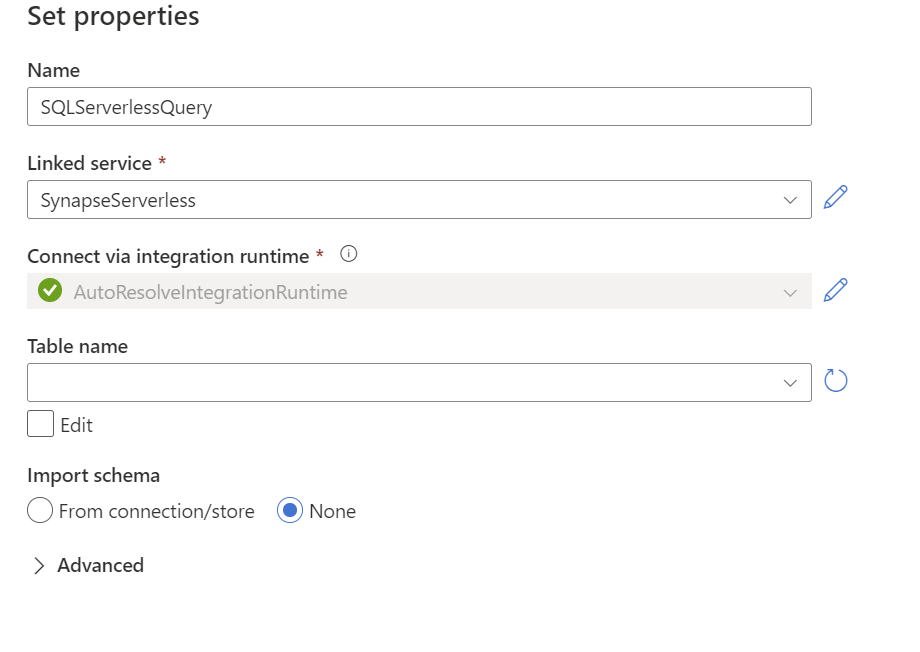 Set properties
Name
SQLServerlessQuery
Linked service *
SynapseServerless
Connect via integration runtime *
AutoResolveIntegrationRuntime
Table name
Edit
Import schema
From connection/store None
Advanced